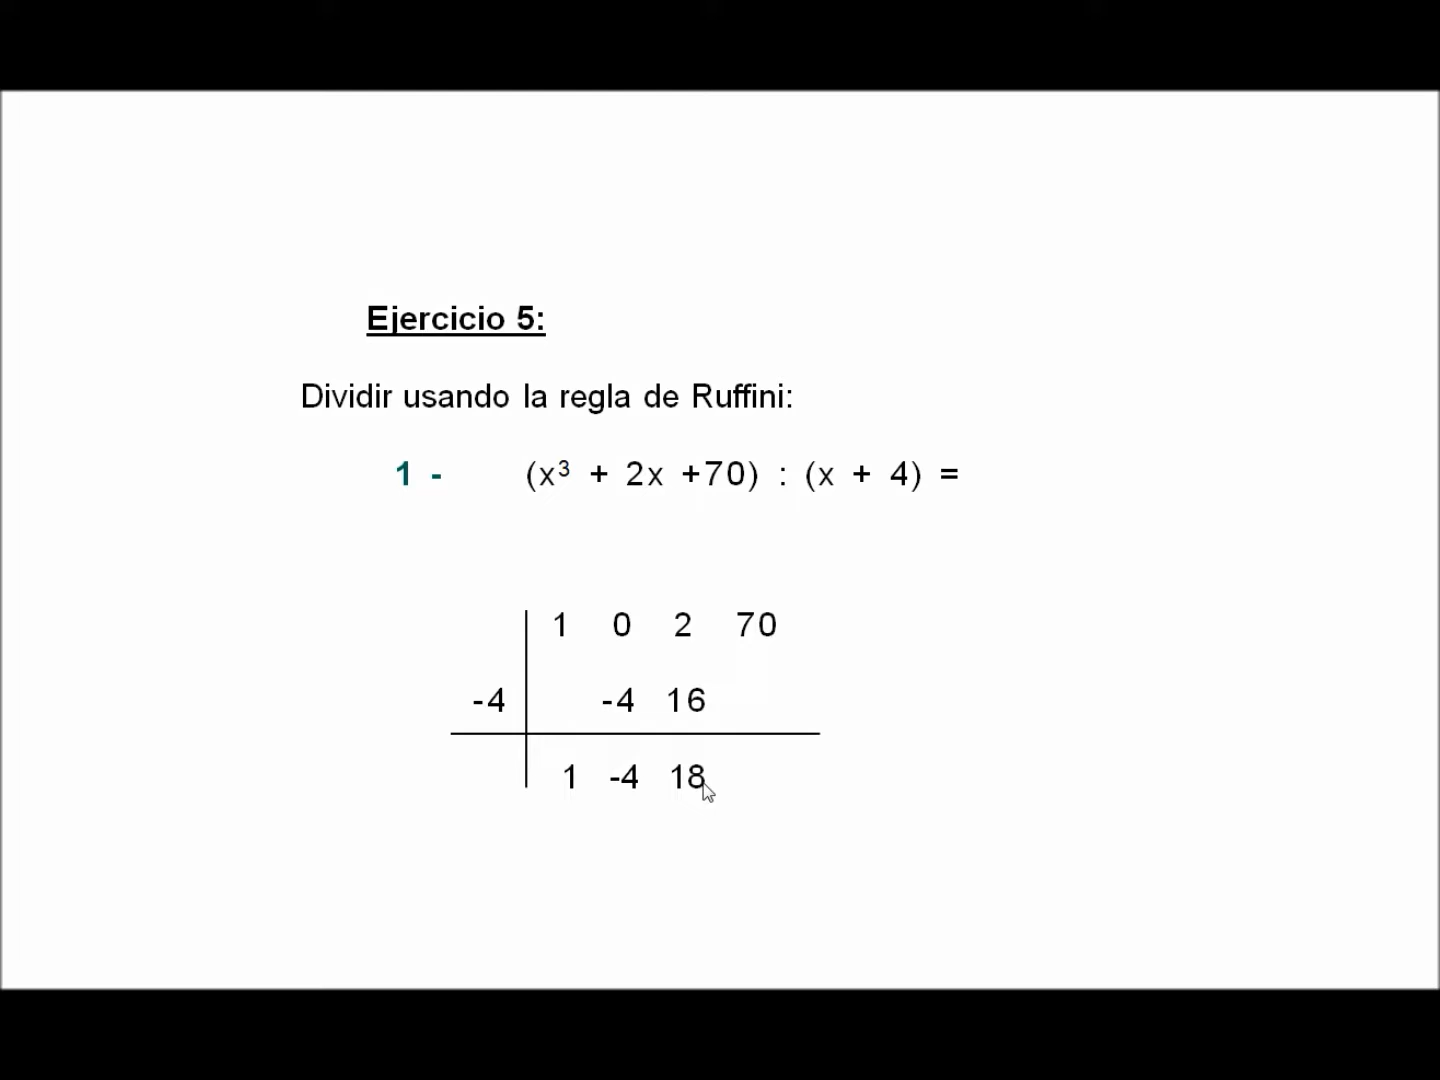 Ejercicio 5:
Dividir usando la regla de Ruffini:
1 - (x³ + 2x +70) : (x + 4) =
1 0 2 70
-4 -4 16
1 -4 18